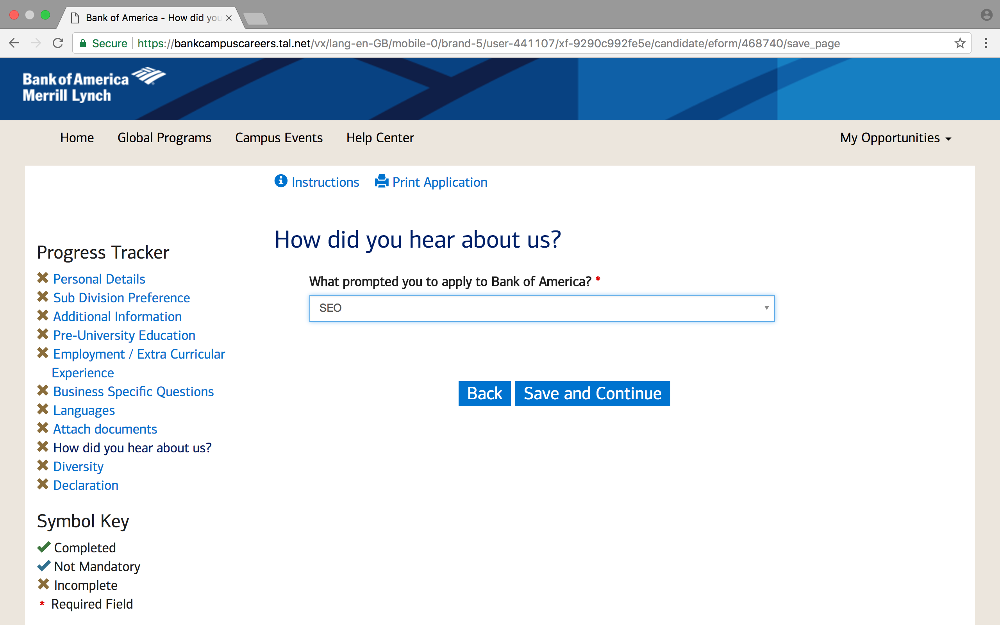 Bank of America - How did you
Secure https://bankcampuscareers.tal.net/vx/lang-en-GB/mobile-0/brand-5/user-441107/xf-9290c992fe5e/candidate/eform/468740/save_page
Bank of America
Merrill Lynch
Home Global Programs Campus Events Help Center My Opportunities
Instructions Print Application
How did you hear about us?
What prompted you to apply to Bank of America? *
SEO
Back Save and Continue
Progress Tracker
Personal Details
Sub Division Preference
Additional Information
Pre-University Education
Employment / Extra Curricular
Experience
Business Specific Questions
Languages
Attach documents
How did you hear about us?
Diversity
Declaration
Symbol Key
Completed
Not Mandatory
Incomplete
* Required Field